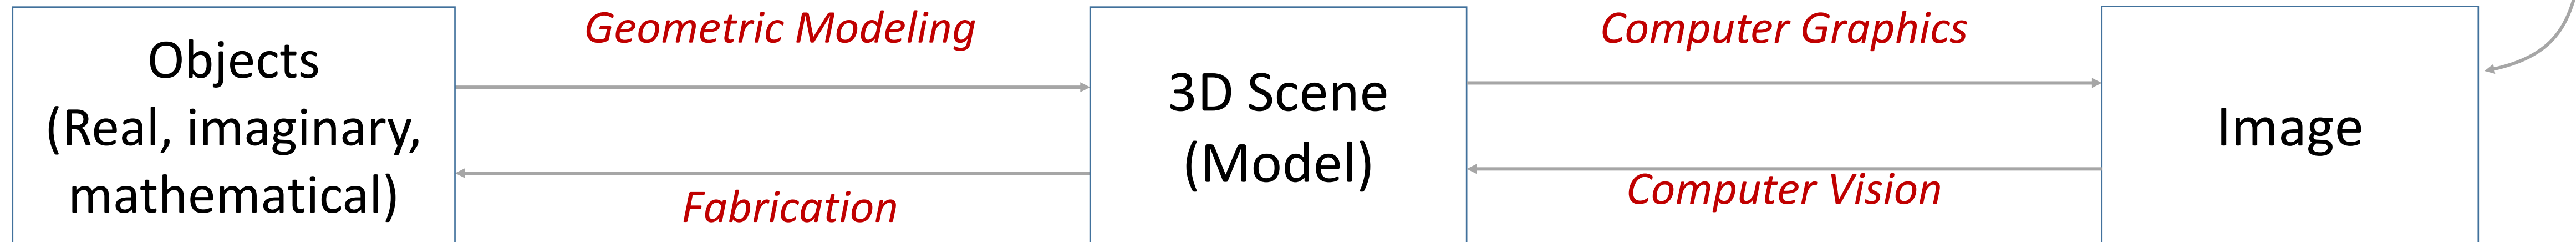 Objects
(Real, imaginary,
mathematical)
Geometric Modeling
Fabrication
3D Scene
(Model)
Computer Graphics
Computer Vision
Image